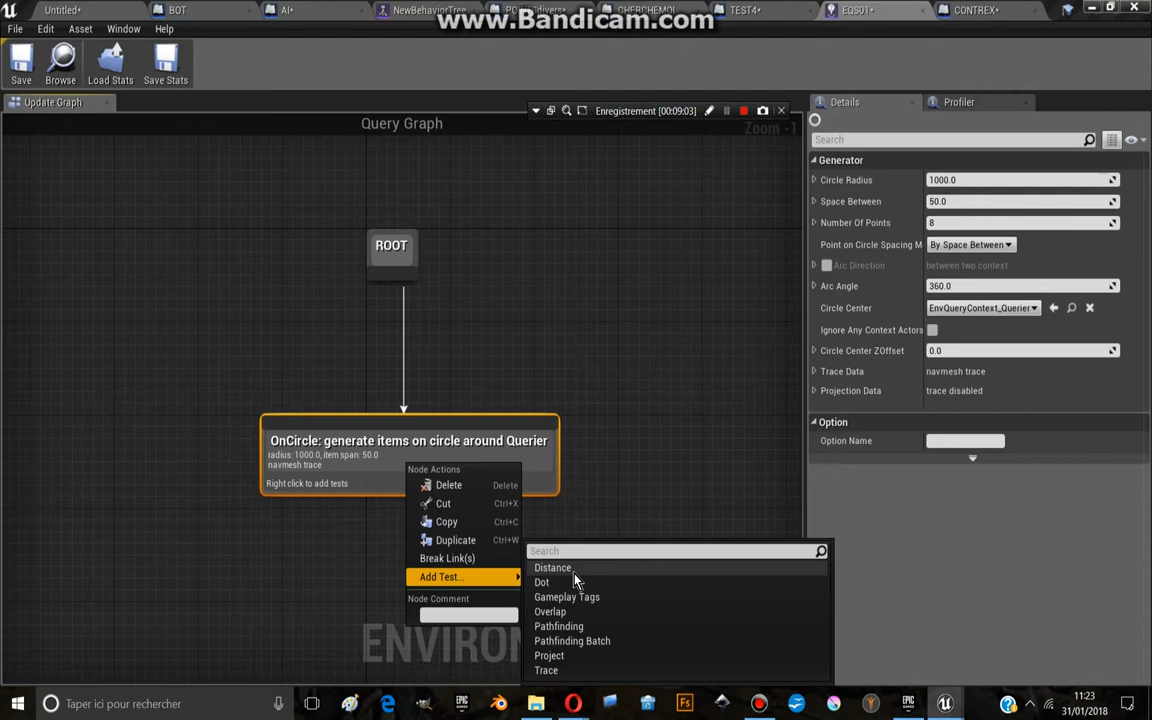 Untitled*
BOT
AI*
NewBehaviorTree
CHERCHEMOI
TEST4*
EQS01*
CONTREX*
www.Bandicam.com
File Edit Asset Window Help
Save Browse Load Stats Save Stats
Update Graph
Enregistrement [00:09:03]
Query Graph
Zoom -1
ROOT
OnCircle: generate items on circle around Querier
radius: 1000.0, item span: 50.0
navmesh trace
Right click to add tests
Node Actions
Delete Delete
Cut Ctrl+X
Copy Ctrl+C
Duplicate Ctrl+W
Break Link(s)
Add Test...
Node Comment
Search
Distance
Dot
Gameplay Tags
Overlap
Pathfinding
Pathfinding Batch
Project
Trace
ENVIRON
Details
Profiler
Search
Generator
Circle Radius 1000.0
Space Between 50.0
Number Of Points 8
Point on Circle Spacing M By Space Between
Arc Direction between two context
Arc Angle 360.0
Circle Center EnvQueryContext_Querier
Ignore Any Context Actors
Circle Center ZOffset 0.0
Trace Data navmesh trace
Projection Data trace disabled
Option
Option Name
Taper ici pour rechercher
11:23
31/01/2018